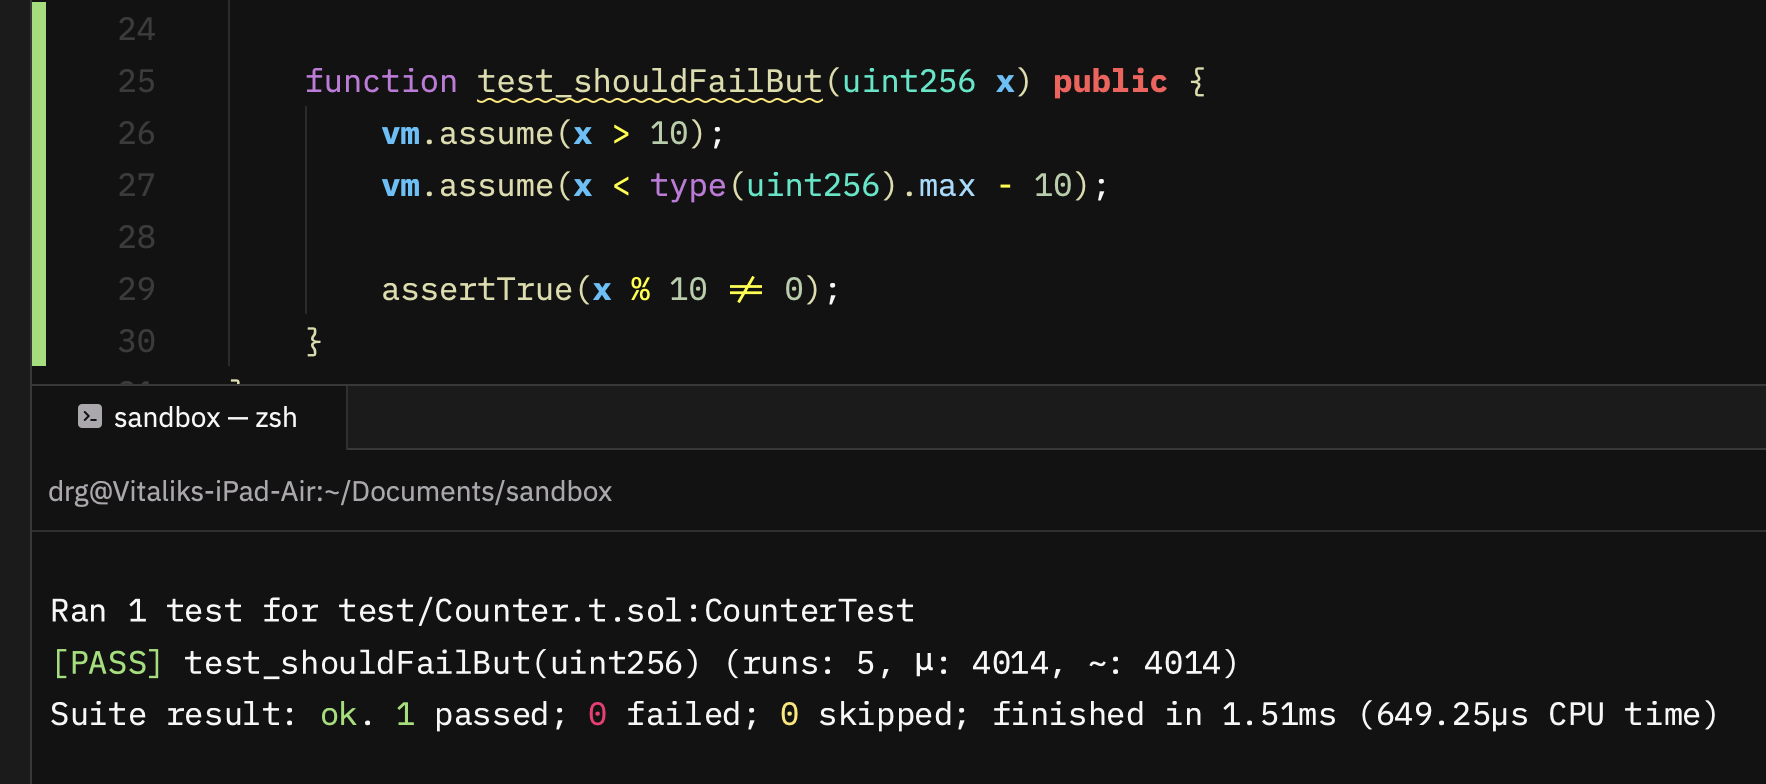 24
25 function test_shouldFailBut(uint256 x) public {
26 vm.assume(x > 10);
27 vm.assume(x < type(uint256).max - 10);
28
29 assertTrue(x % 10 != 0);
30 }
}
sandbox — zsh
drg@Vitaliks-iPad-Air:~/Documents/sandbox
Ran 1 test for test/Counter.t.sol:CounterTest
[PASS] test_shouldFailBut(uint256) (runs: 5, μ: 4014, ~: 4014)
Suite result: ok. 1 passed; 0 failed; 0 skipped; finished in 1.51ms (649.25µs CPU time)